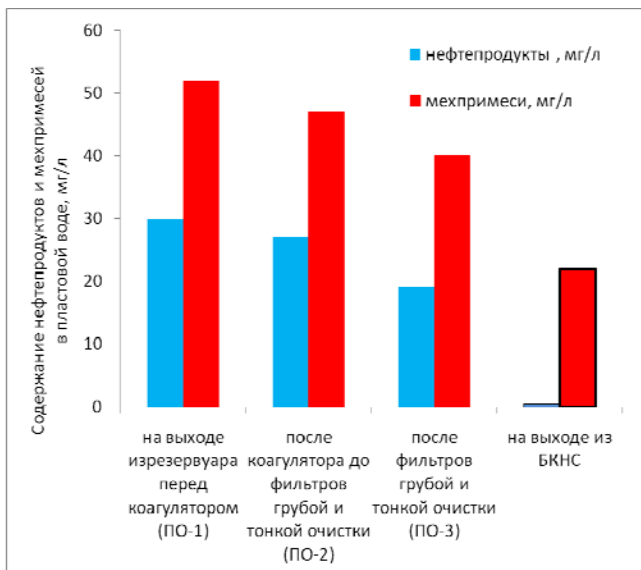 Содержание нефтепродуктов и мехпримесей
в пластовой воде, мг/л
60
50
40
30
20
10
0
нефтепродукты , мг/л
мехпримеси, мг/л
на выходе
изрезервуара
перед
коагулятором
(ПО-1)
после
коагулятора до
фильтров
грубой и
тонкой очистки
(ПО-2)
после
фильтров
грубой и
тонкой очистки
(ПО-3)
на выходе из
БКНС